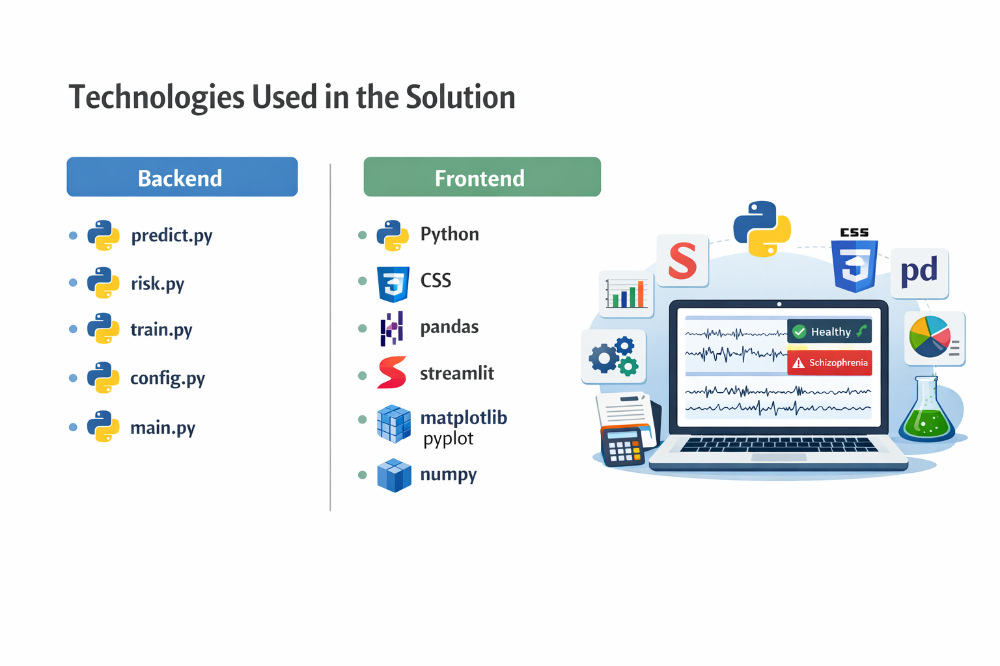 Technologies Used in the Solution
Backend
predict.py
risk.py
train.py
config.py
main.py
Frontend
Python
CSS
pandas
streamlit
matplotlib
pyplot
numpy
S
CSS
3
pd
Healthy
Schizophrenia